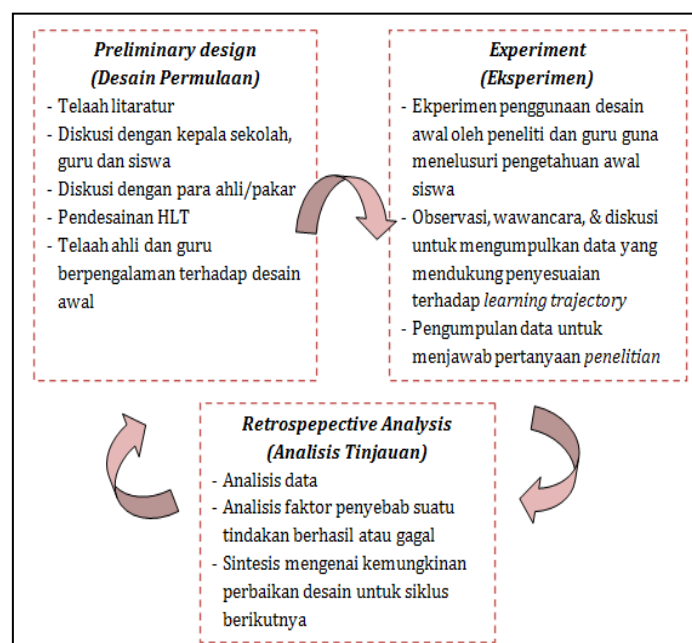 Preliminary design
(Desain Permulaan)
- Telaah litaratur
- Diskusi dengan kepala sekolah,
guru dan siswa
- Diskusi dengan para ahli/pakar
- Pendesainan HLT
- Telaah ahli dan guru
berpengalaman terhadap desain
awal
Experiment
(Eksperimen)
- Ekperimen penggunaan desain
awal oleh peneliti dan guru guna
menelusuri pengetahuan awal
siswa
- Observasi, wawancara, & diskusi
untuk mengumpulkan data yang
mendukung penyesuaian
terhadap learning trajectory
- Pengumpulan data untuk
menjawab pertanyaan penelitian
Retrospepective Analysis
(Analisis Tinjauan)
- Analisis data
- Analisis faktor penyebab suatu
tindakan berhasil atau gagal
- Sintesis mengenai kemungkinan
perbaikan desain untuk siklus
berikutnya